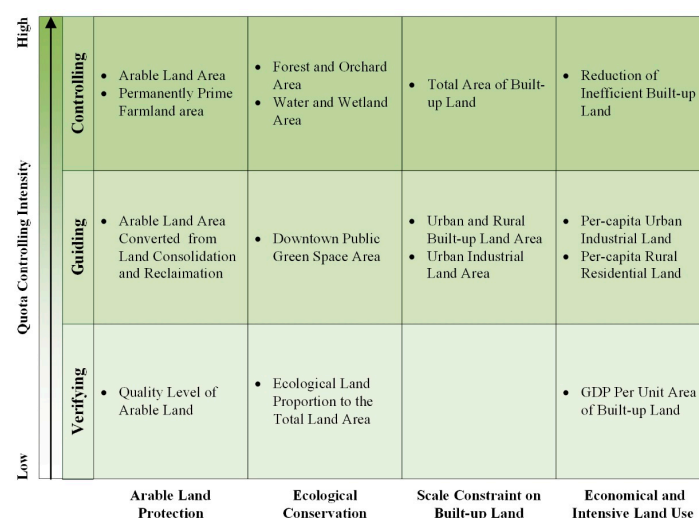 High
Quota Controlling Intensity
Low
Controlling
• Arable Land Area
• Permanently Prime
Farmland area
• Forest and Orchard
Area
• Water and Wetland
Area
• Total Area of Built-
up Land
• Reduction of
Inefficient Built-up
Land
Guiding
• Arable Land Area
Converted from
Land Consolidation
and Reclaimation
• Downtown Public
Green Space Area
• Urban and Rural
Built-up Land Area
• Urban Industrial
Land Area
• Per-capita Urban
Industrial Land
• Per-capita Rural
Residential Land
Verifying
• Quality Level of
Arable Land
• Ecological Land
Proportion to the
Total Land Area
• GDP Per Unit Area
of Built-up Land
Arable Land
Protection
Ecological
Conservation
Scale Constraint on
Built-up Land
Economical and
Intensive Land Use